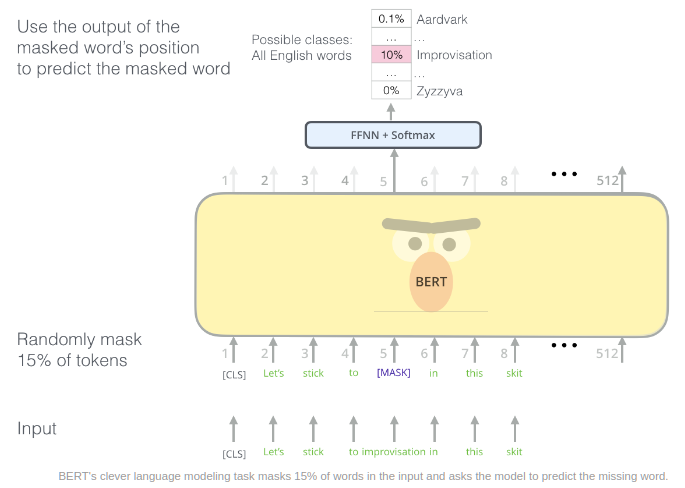 Use the output of the
masked word's position
to predict the masked word
Possible classes:
All English words
0.1% Aardvark
... ...
10% Improvisation
... ...
0% Zyzzyva
FFNN + Softmax
1 2 3 4 5 6 7 8 ••• 512
BERT
Randomly mask
15% of tokens
1 2 3 4 5 6 7 8 ••• 512
[CLS] Let's stick to [MASK] in this skit
Input
[CLS] Let's stick to improvisation in this skit
BERT's clever language modeling task masks 15% of words in the input and asks the model to predict the missing word.